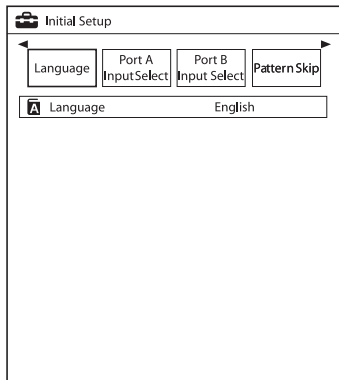 Initial Setup
Language
Port A
Input Select
Port B
Input Select
Pattern Skip
A Language English